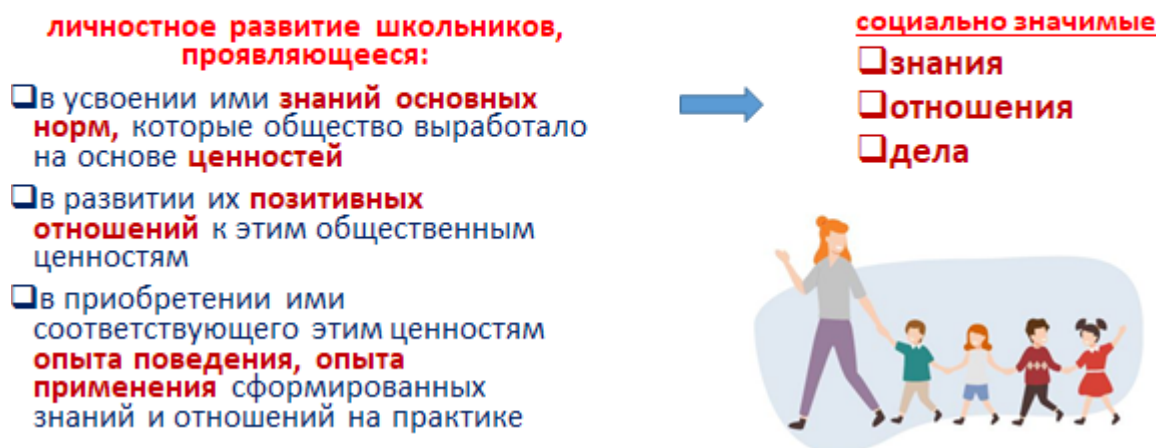 личностное развитие школьников,
проявляющееся:
❑в усвоении ими знаний основных
норм, которые общество выработало
на основе ценностей
❑в развитии их позитивных
отношений к этим общественным
ценностям
❑в приобретении ими
соответствующего этим ценностям
опыта поведения, опыта
применения сформированных
знаний и отношений на практике
социально значимые
❑знания
❑отношения
❑дела